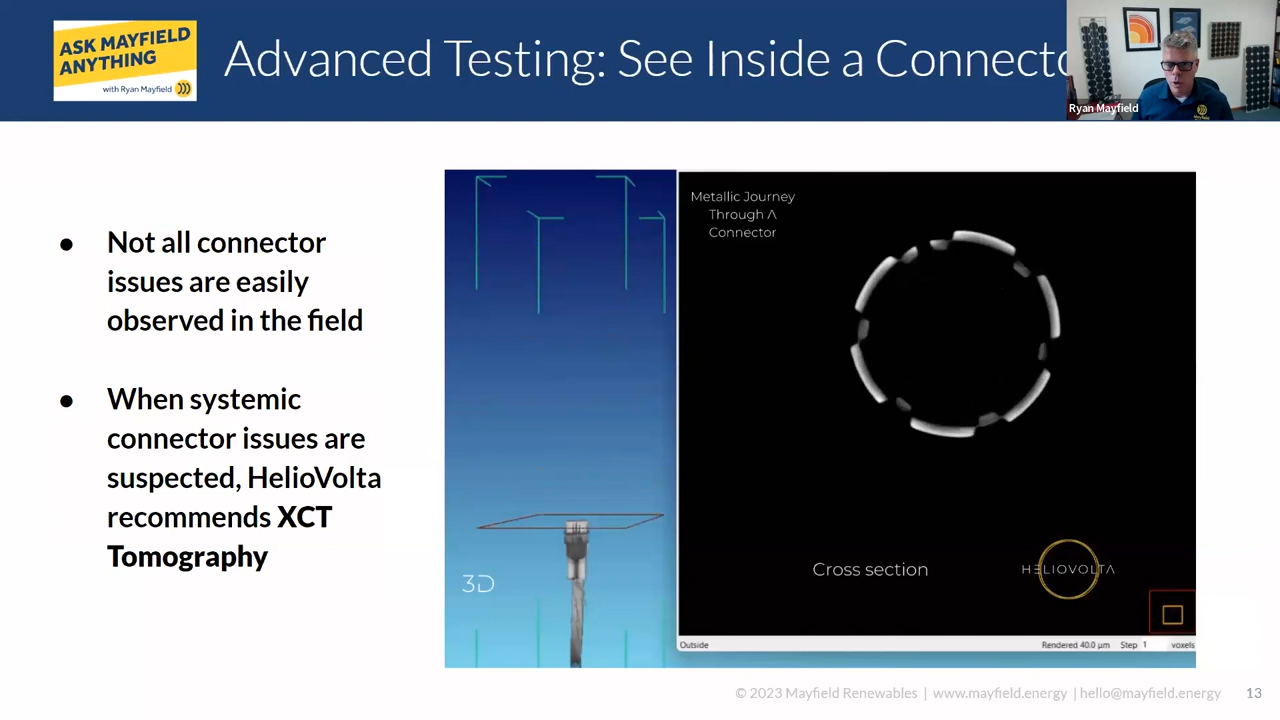 ASK MAYFIELD
ANYTHING
with Ryan Mayfield
Advanced Testing: See Inside a Connecto
Ryan Mayfield
● Not all connector
issues are easily
observed in the field
● When systemic
connector issues are
suspected, HelioVolta
recommends XCT
Tomography
3D
Metallic Journey
Through Λ
Connector
Cross section
HELIOVOLTΛ
Outside
Rendered 40.0 µm Step 1 voxels
© 2023 Mayfield Renewables | www.mayfield.energy | hello@mayfield.energy 13